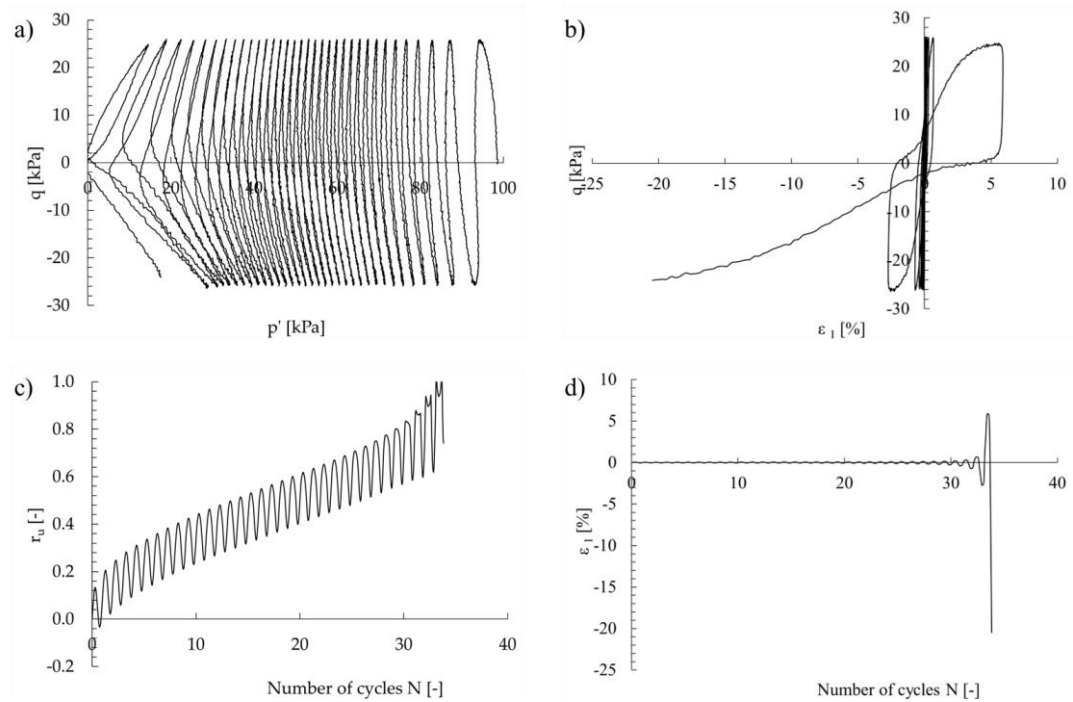 a)
30
20
10
0
-10
-20
-30
q [kPa]
0 20 40 60 80 100
p' [kPa]
b)
30
20
10
0
-10
-20
-30
q [kPa]
-25 -20 -15 -10 -5 0 5 10
ε 1 [%]
c)
1.0
0.8
0.6
0.4
0.2
0.0
-0.2
r u [-]
0 10 20 30 40
Number of cycles N [-]
d)
10
5
0
-5
-10
-15
-20
-25
ε 1 [%]
0 10 20 30 40
Number of cycles N [-]